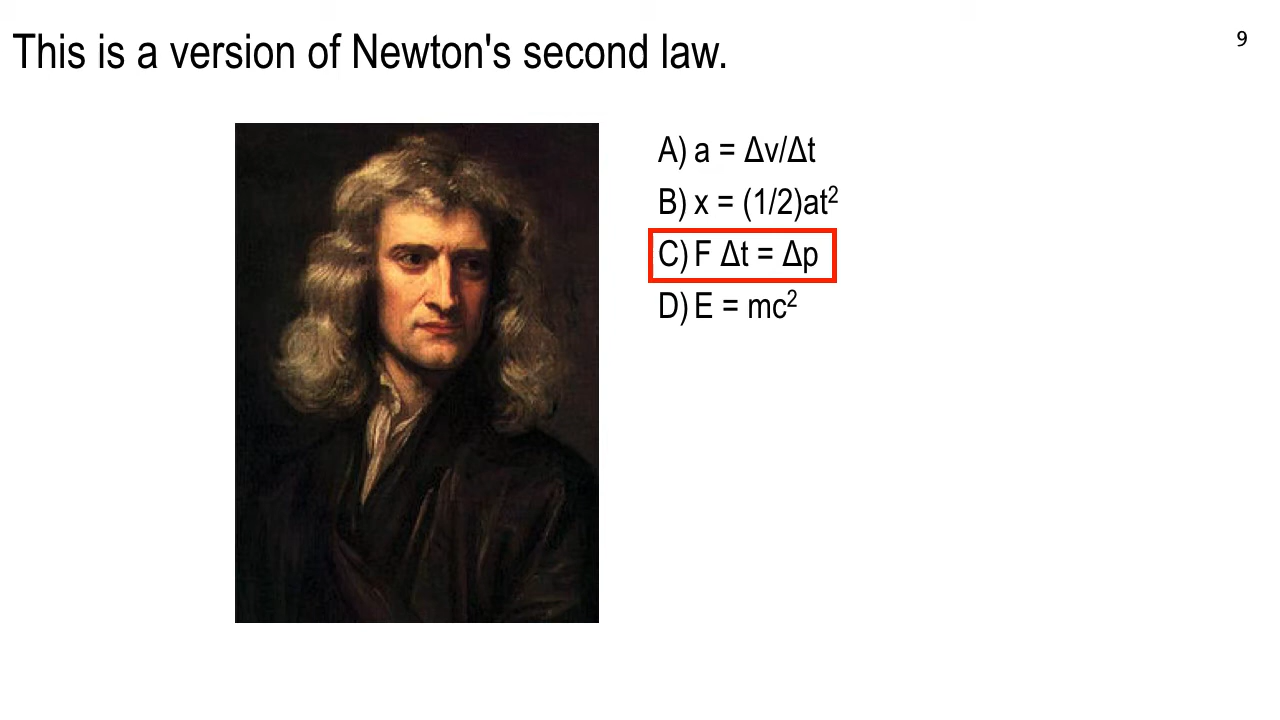 This is a version of Newton's second law.
9
A) a = Δv/Δt
B) x = (1/2)at²
C) F Δt = Δp
D) E = mc²